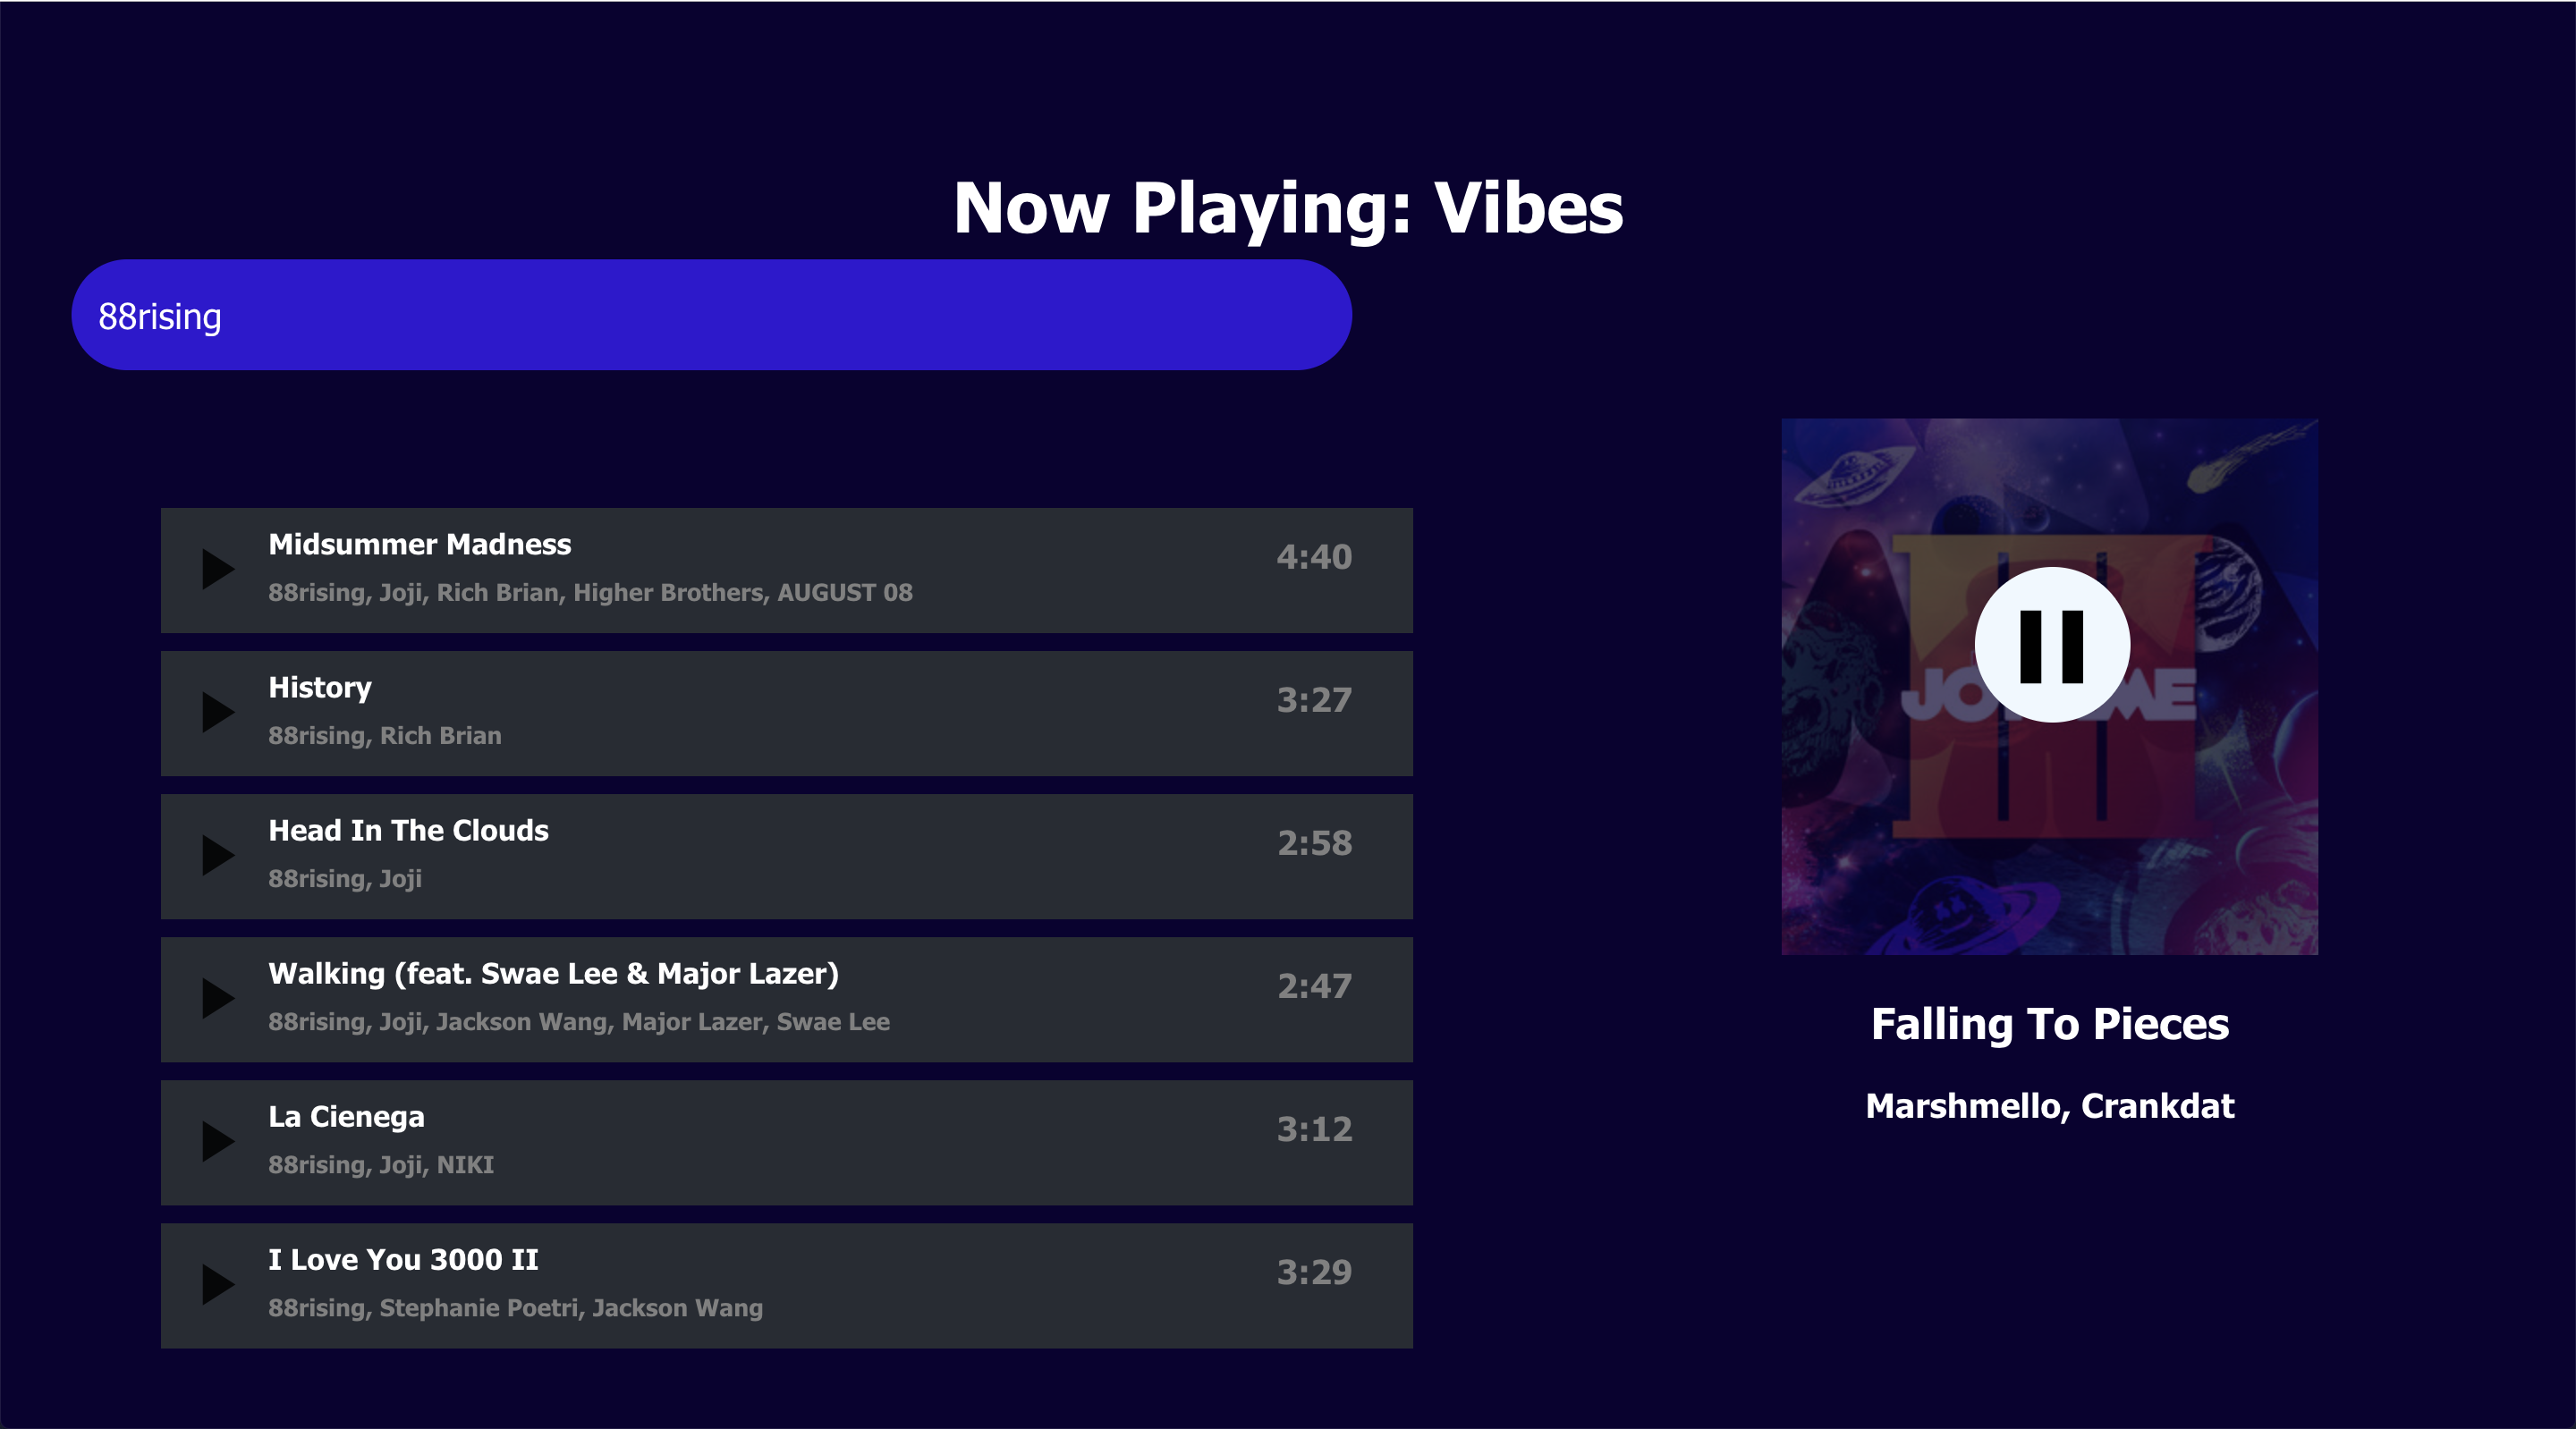 Now Playing: Vibes
88rising
Midsummer Madness
4:40
88rising, Joji, Rich Brian, Higher Brothers, AUGUST 08
History
3:27
88rising, Rich Brian
Head In The Clouds
2:58
88rising, Joji
Walking (feat. Swae Lee & Major Lazer)
2:47
88rising, Joji, Jackson Wang, Major Lazer, Swae Lee
La Cienega
3:12
88rising, Joji, NIKI
I Love You 3000 II
3:29
88rising, Stephanie Poetri, Jackson Wang
Falling To Pieces
Marshmello, Crankdat